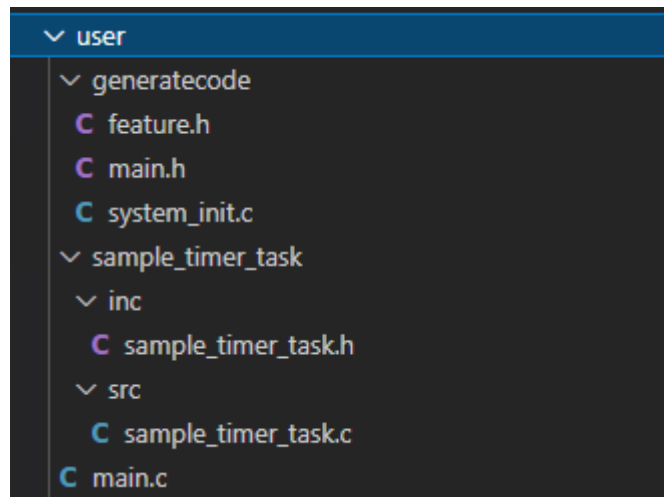 user
generatecode
C feature.h
C main.h
C system_init.c
sample_timer_task
inc
C sample_timer_task.h
src
C sample_timer_task.c
C main.c